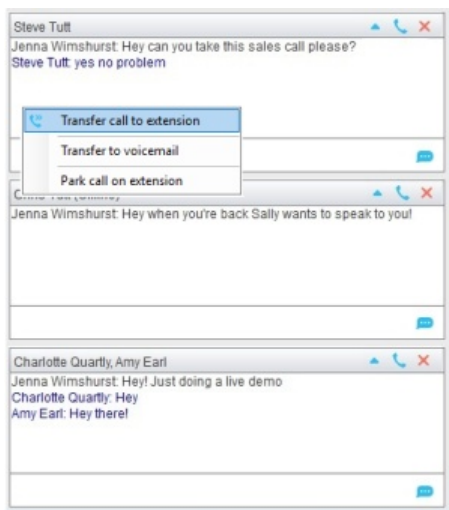 Steve Tutt
Jenna Wimshurst: Hey can you take this sales call please?
Steve Tutt: yes no problem
Transfer call to extension
Transfer to voicemail
Park call on extension
Jenna Wimshurst: Hey when you're back Sally wants to speak to you!
Charlotte Quartly, Amy Earl
Jenna Wimshurst: Hey! Just doing a live demo
Charlotte Quartly: Hey
Amy Earl: Hey there!